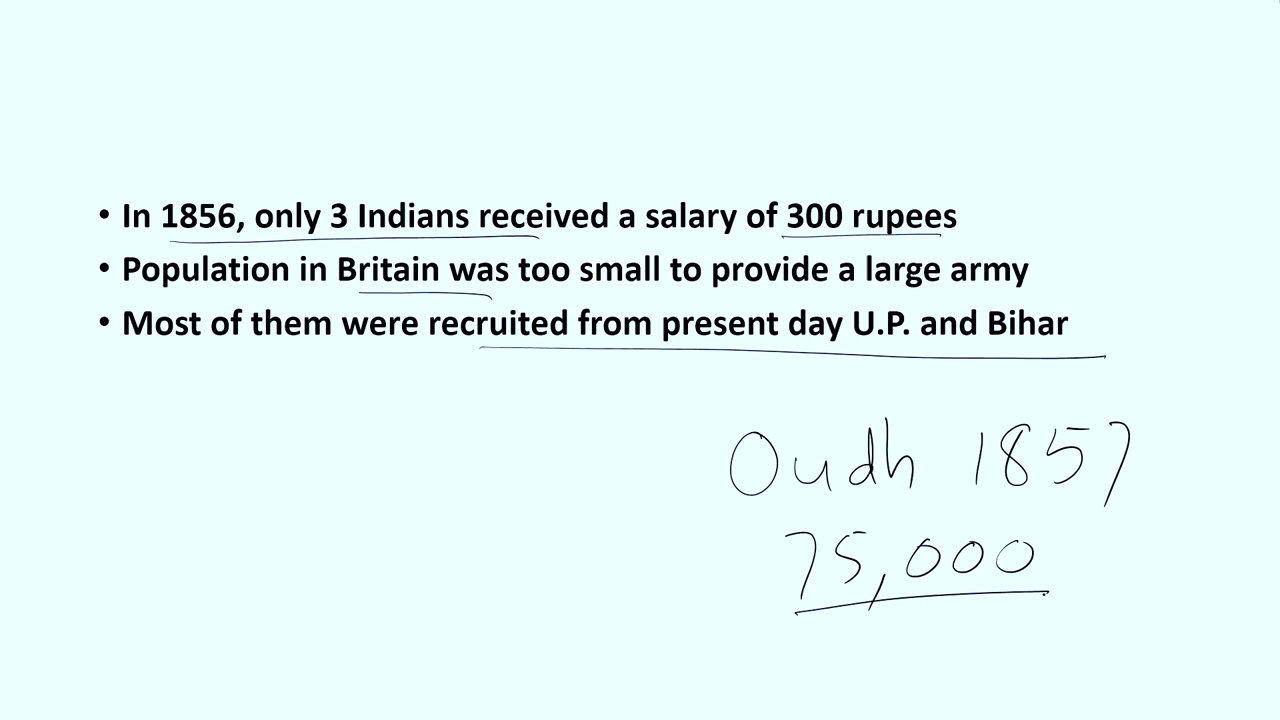 • In 1856, only 3 Indians received a salary of 300 rupees
• Population in Britain was too small to provide a large army
• Most of them were recruited from present day U.P. and Bihar
Oudh 1857
75,000